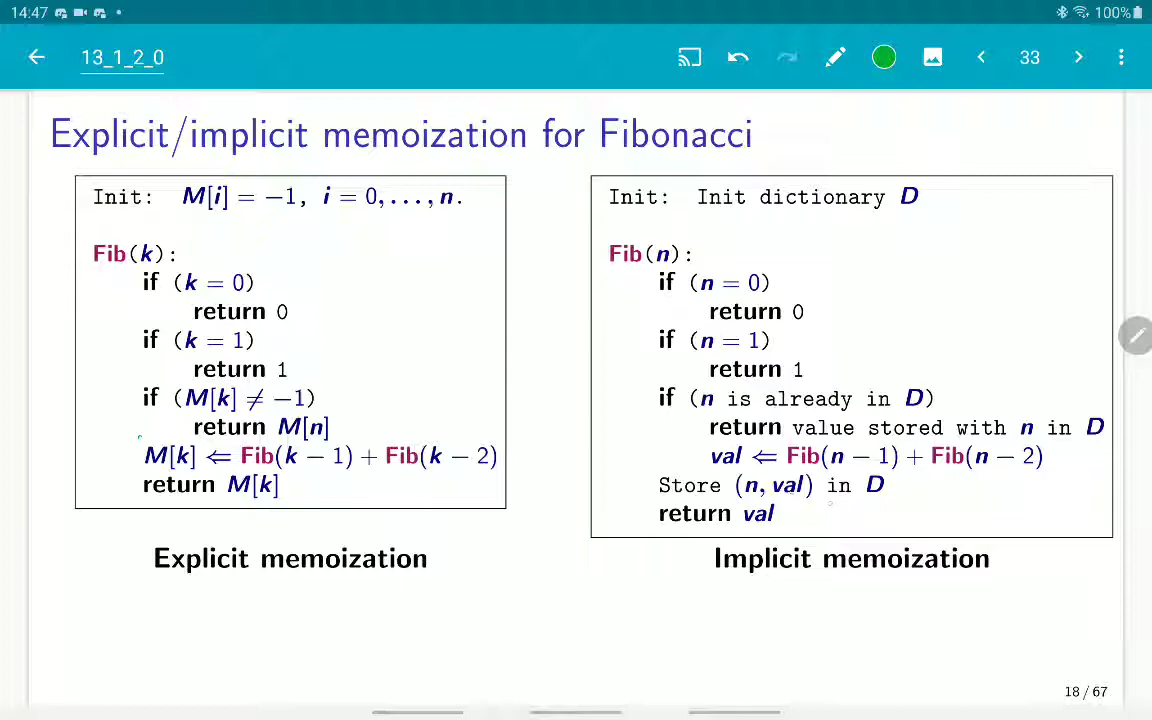 14:47
100%
13_1_2_0
33
Explicit/implicit memoization for Fibonacci
Init: M[i] = −1, i = 0, . . . , n.
Fib(k):
if (k = 0)
return 0
if (k = 1)
return 1
if (M[k] ≠ −1)
return M[n]
M[k] ⇐ Fib(k − 1) + Fib(k − 2)
return M[k]
Explicit memoization
Init: Init dictionary D
Fib(n):
if (n = 0)
return 0
if (n = 1)
return 1
if (n is already in D)
return value stored with n in D
val ⇐ Fib(n − 1) + Fib(n − 2)
Store (n, val) in D
return val
Implicit memoization
18 / 67